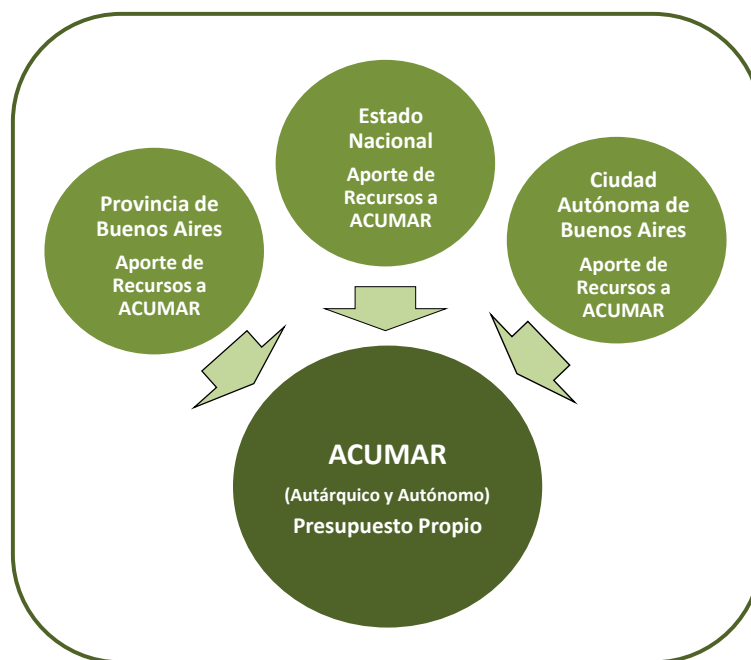 Estado
Nacional
Aporte de
Recursos a
ACUMAR
Provincia de
Buenos Aires
Aporte de
Recursos a
ACUMAR
Ciudad
Autónoma de
Buenos Aires
Aporte de
Recursos a
ACUMAR
ACUMAR
(Autárquico y Autónomo)
Presupuesto Propio